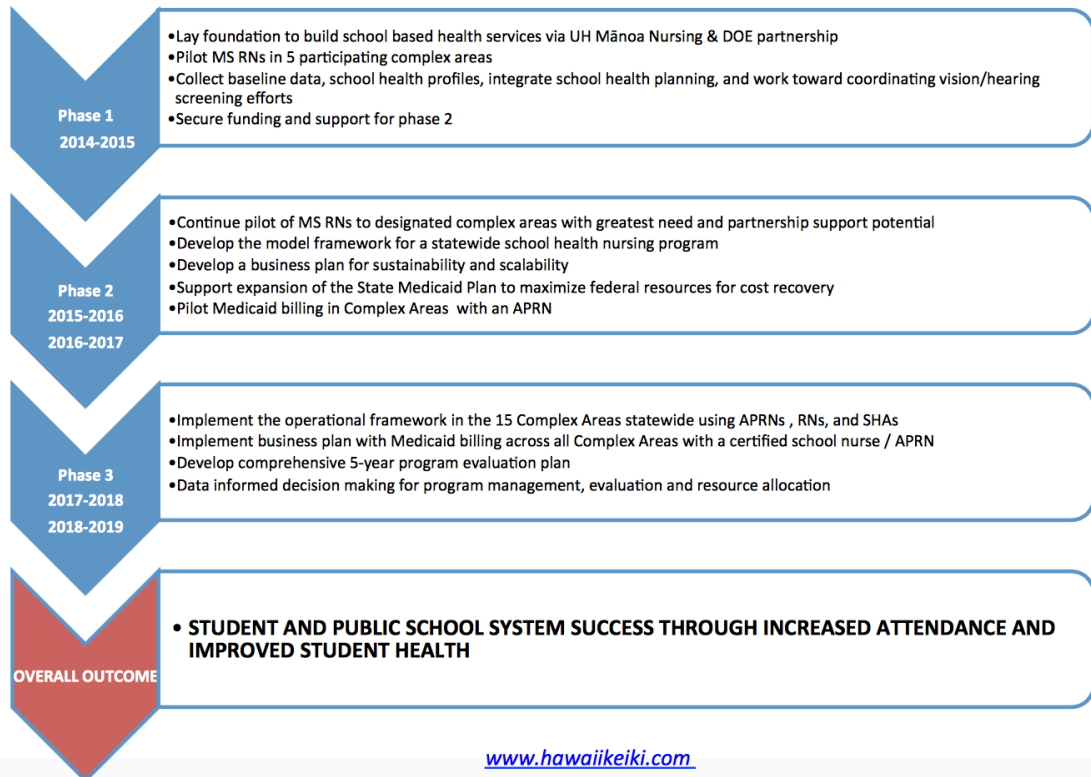 Phase 1
2014-2015
•Lay foundation to build school based health services via UH Mānoa Nursing & DOE partnership
•Pilot MS RNs in 5 participating complex areas
•Collect baseline data, school health profiles, integrate school health planning, and work toward coordinating vision/hearing
screening efforts
•Secure funding and support for phase 2
Phase 2
2015-2016
2016-2017
•Continue pilot of MS RNs to designated complex areas with greatest need and partnership support potential
•Develop the model framework for a statewide school health nursing program
•Develop a business plan for sustainability and scalability
•Support expansion of the State Medicaid Plan to maximize federal resources for cost recovery
•Pilot Medicaid billing in Complex Areas with an APRN
Phase 3
2017-2018
2018-2019
•Implement the operational framework in the 15 Complex Areas statewide using APRNs , RNs, and SHAs
•Implement business plan with Medicaid billing across all Complex Areas with a certified school nurse / APRN
•Develop comprehensive 5-year program evaluation plan
•Data informed decision making for program management, evaluation and resource allocation
OVERALL OUTCOME
• STUDENT AND PUBLIC SCHOOL SYSTEM SUCCESS THROUGH INCREASED ATTENDANCE AND
IMPROVED STUDENT HEALTH
www.hawaiikeiki.com